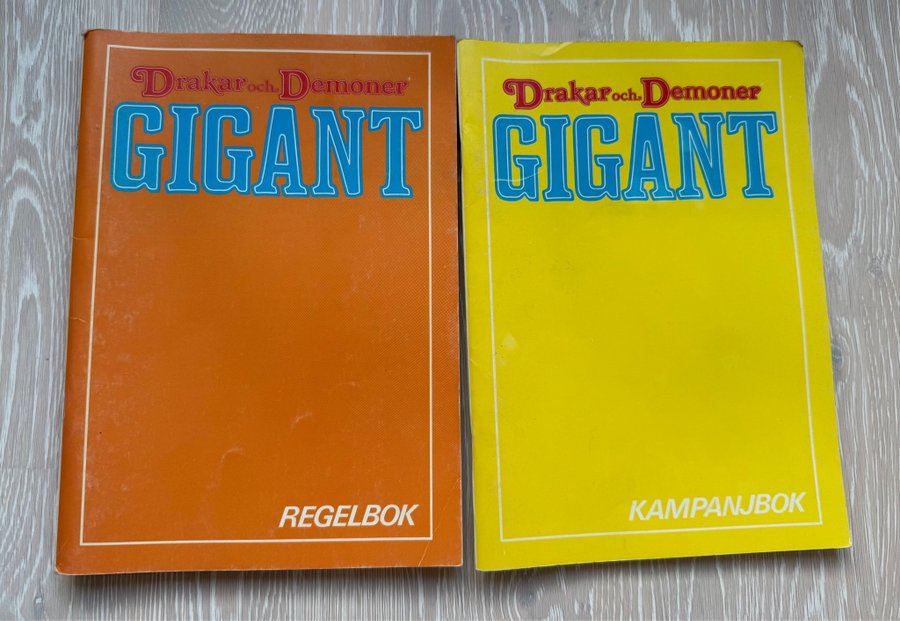 Drakar och Demoner
GIGANT
REGELBOK
Drakar och Demoner
GIGANT
KAMPANJBOK